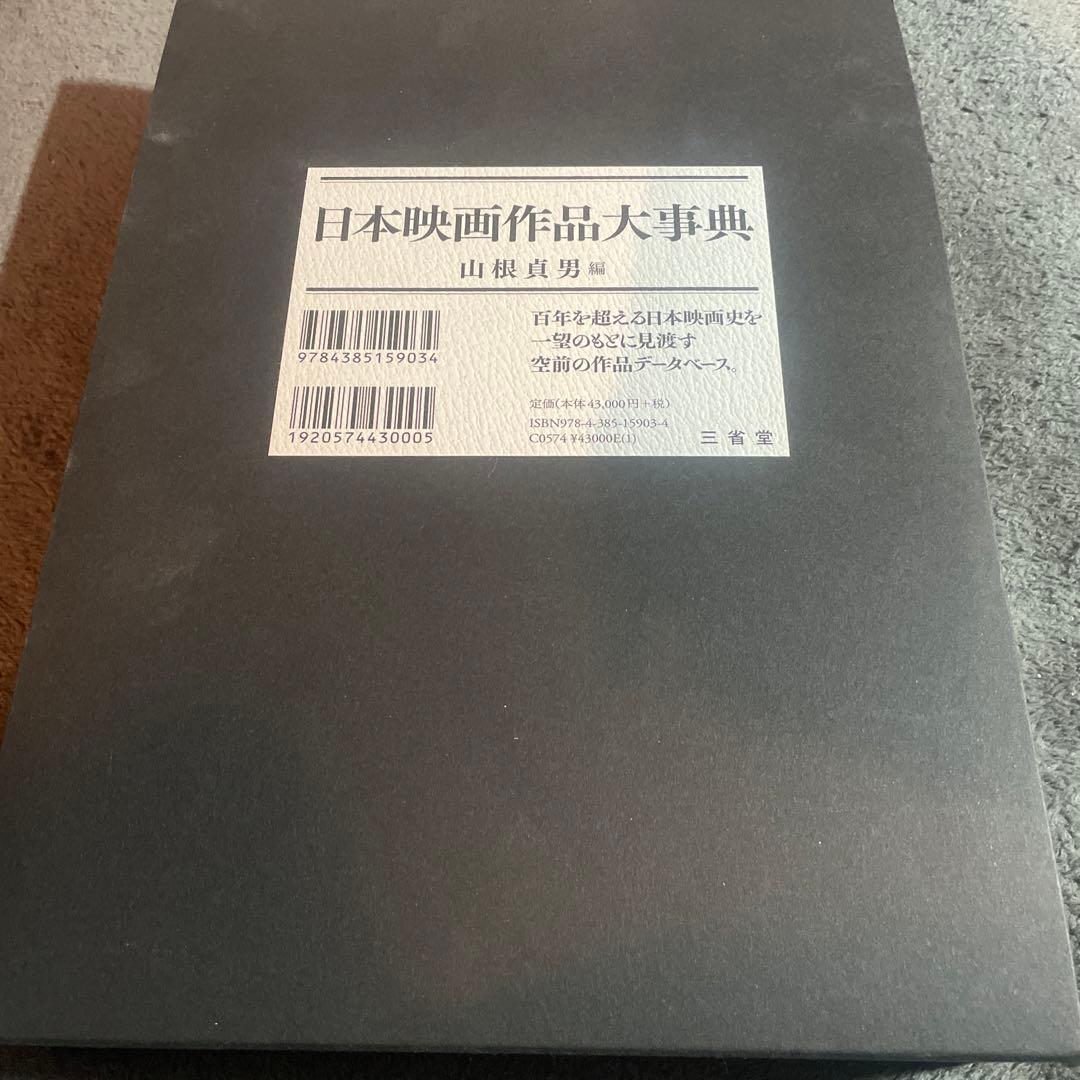 日本映画作品大事典
山根貞男 編
9784385159034
1920574430005
百年を超える日本映画史を
一望のもとに見渡す
空前の作品データベース。
定価(本体43,000円+税)
ISBN978-4-385-15903-4
C0574 ¥43000E(1)
三省堂